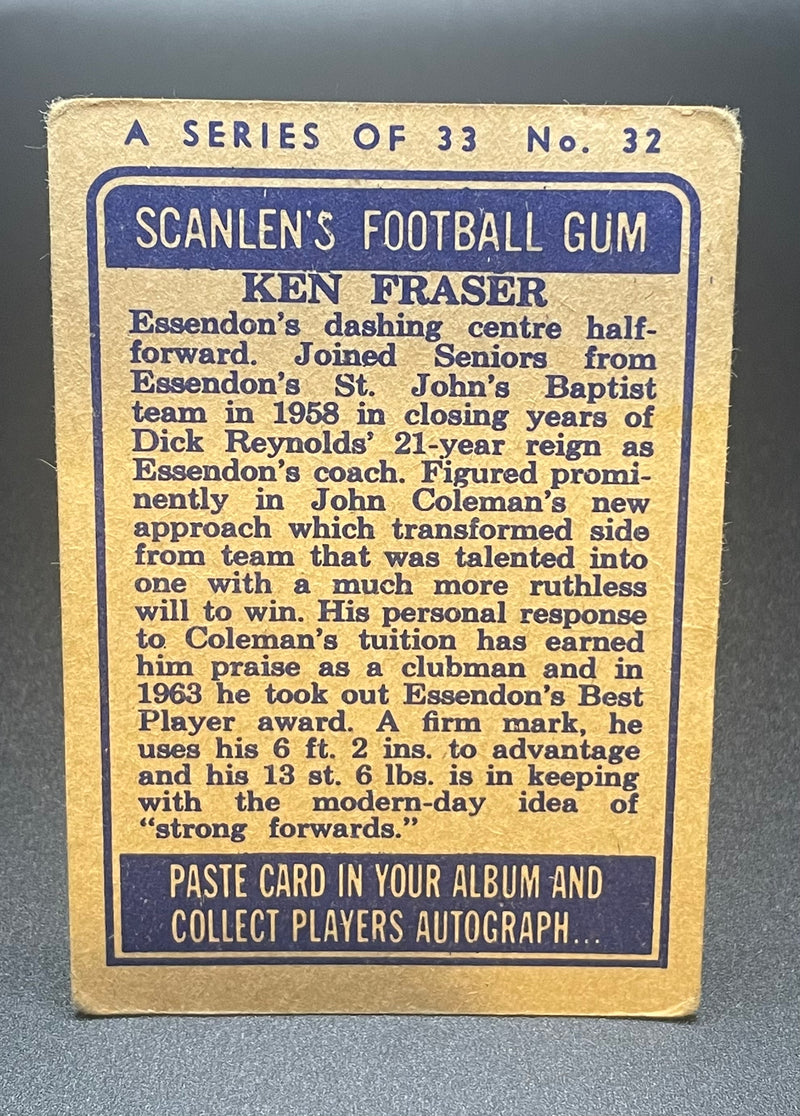 A SERIES OF 33 No. 32
SCANLEN'S FOOTBALL GUM
KEN FRASER
Essendon's dashing centre half-
forward. Joined Seniors from
Essendon's St. John's Baptist
team in 1958 in closing years of
Dick Reynolds' 21-year reign as
Essendon's coach. Figured promi-
nently in John Coleman's new
approach which transformed side
from team that was talented into
one with a much more ruthless
will to win. His personal response
to Coleman's tuition has earned
him praise as a clubman and in
1963 he took out Essendon's Best
Player award. A firm mark, he
uses his 6 ft. 2 ins. to advantage
and his 13 st. 6 lbs. is in keeping
with the modern-day idea of
"strong forwards."
PASTE CARD IN YOUR ALBUM AND
COLLECT PLAYERS AUTOGRAPH...